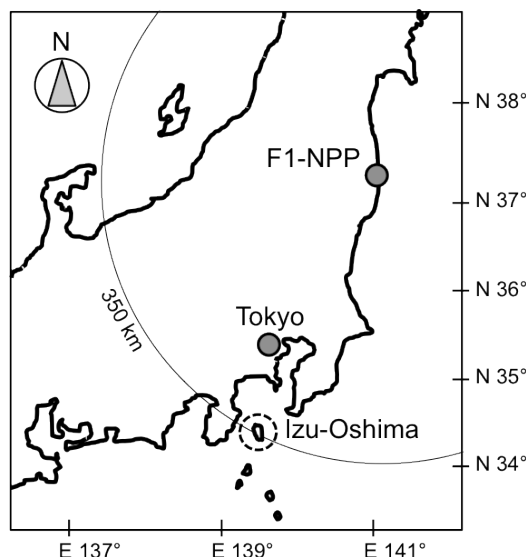 N
N 38°
F1-NPP
N 37°
N 36°
350 km
Tokyo
N 35°
Izu-Oshima
N 34°
E 137°
E 139°
E 141°